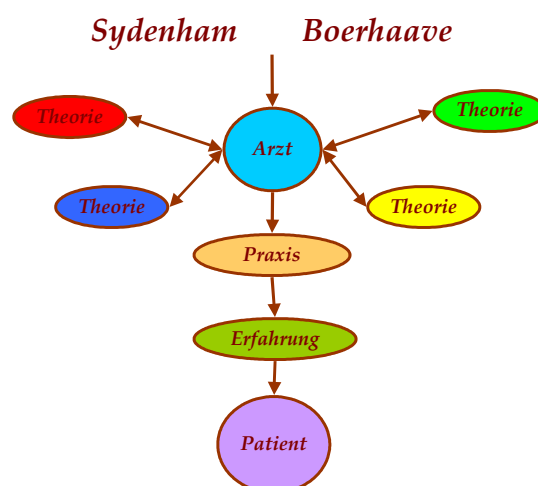 Sydenham Boerhaave
Theorie
Theorie
Arzt
Theorie
Theorie
Praxis
Erfahrung
Patient